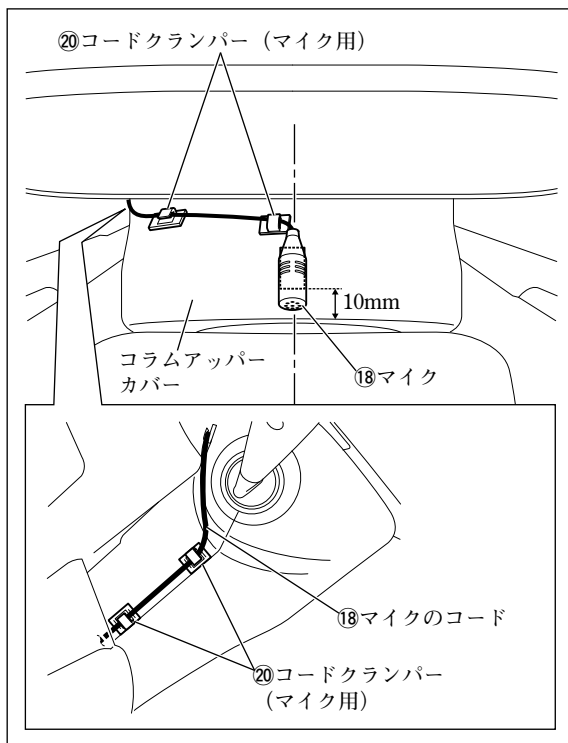 ⑳コードクランパー（マイク用）
10mm
コラムアッパー
カバー
⑱マイク
⑱マイクのコード
⑳コードクランパー
（マイク用）